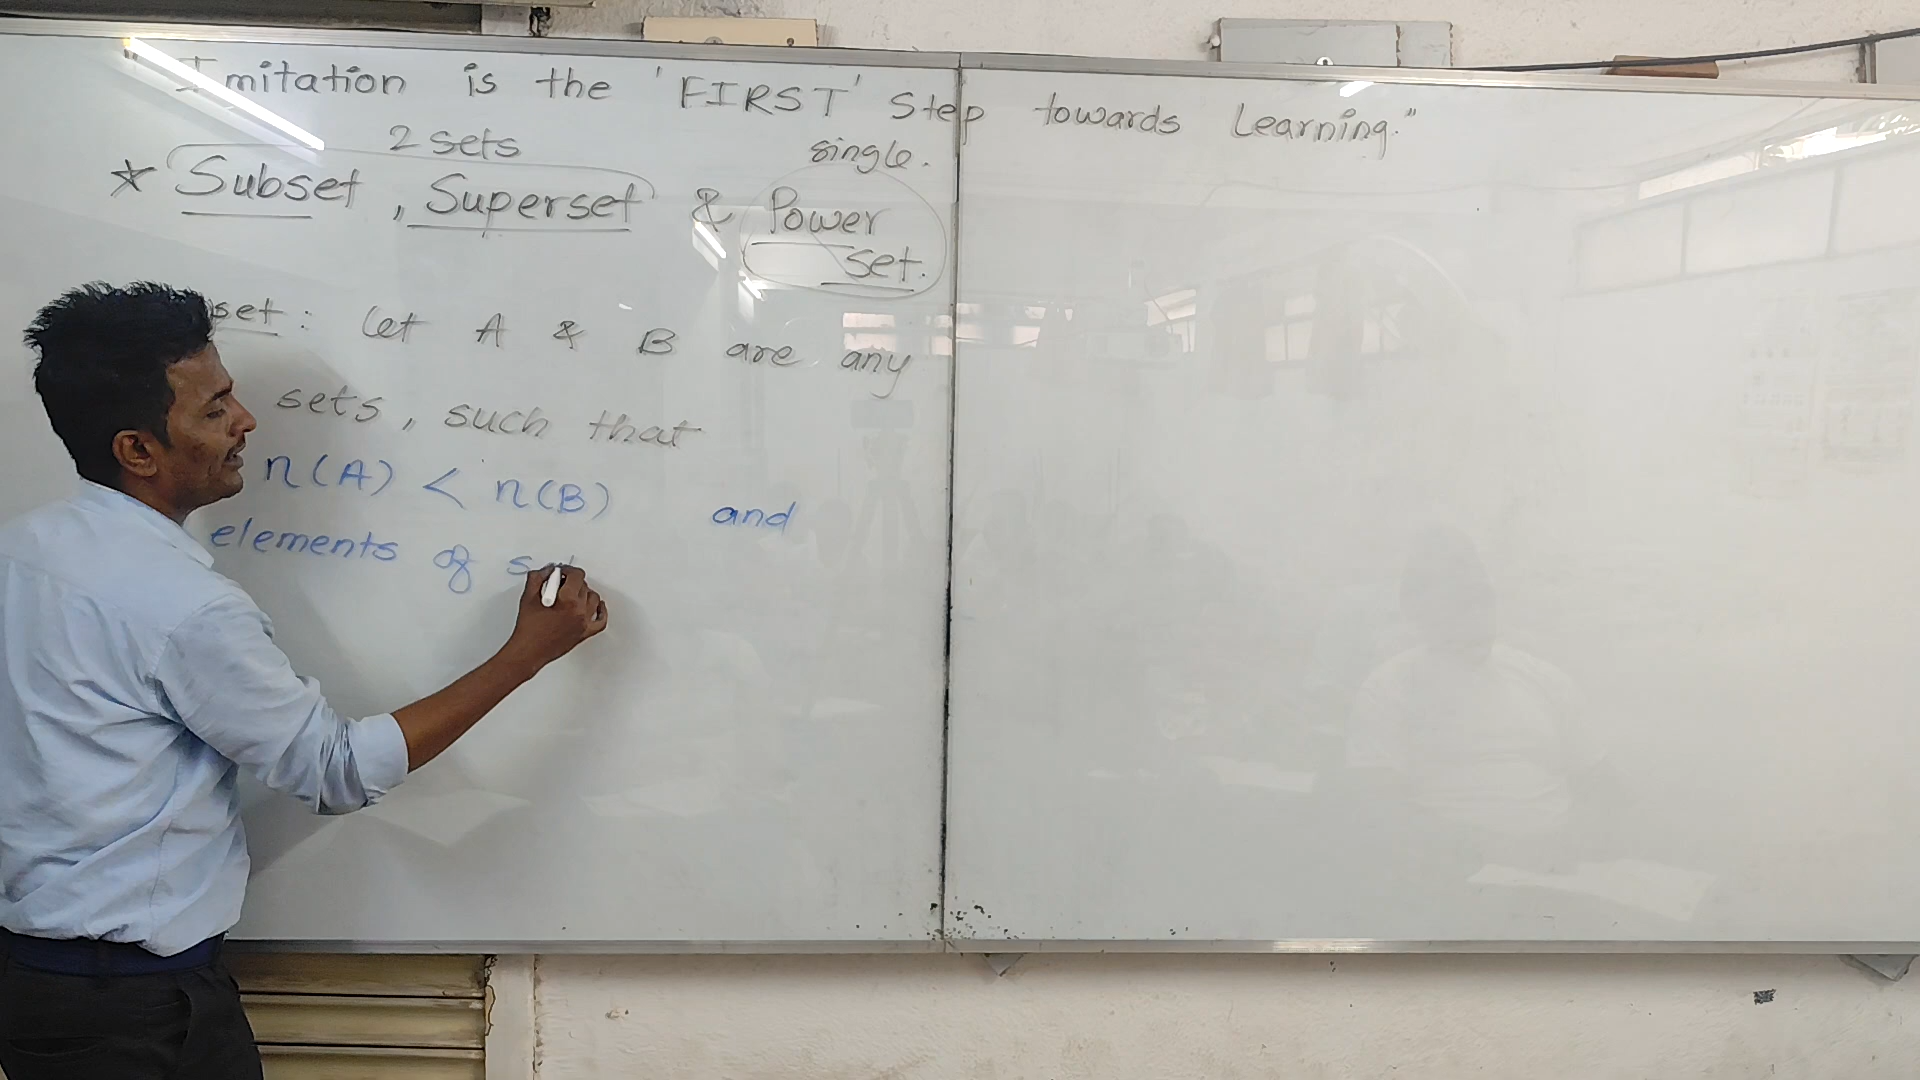 "Imitation is the 'FIRST' Step towards Learning."
2 sets single.
* Subset, Superset & Power
set.
set: Let A & B are any
sets, such that
n(A) < n(B) and
elements of